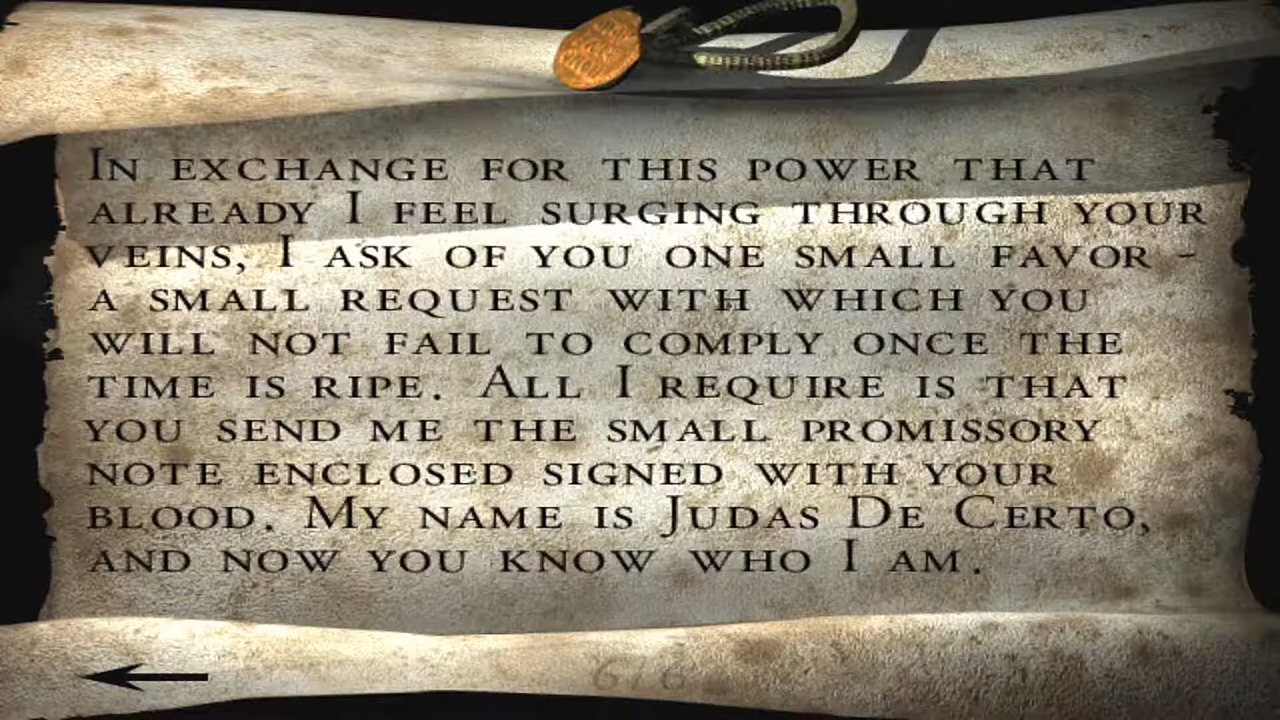 In exchange for this power that
already I feel surging through your
veins, I ask of you one small favor -
a small request with which you
will not fail to comply once the
time is ripe. All I require is that
you send me the small promissory
note enclosed signed with your
blood. My name is Judas De Certo,
and now you know who I am.
6/6